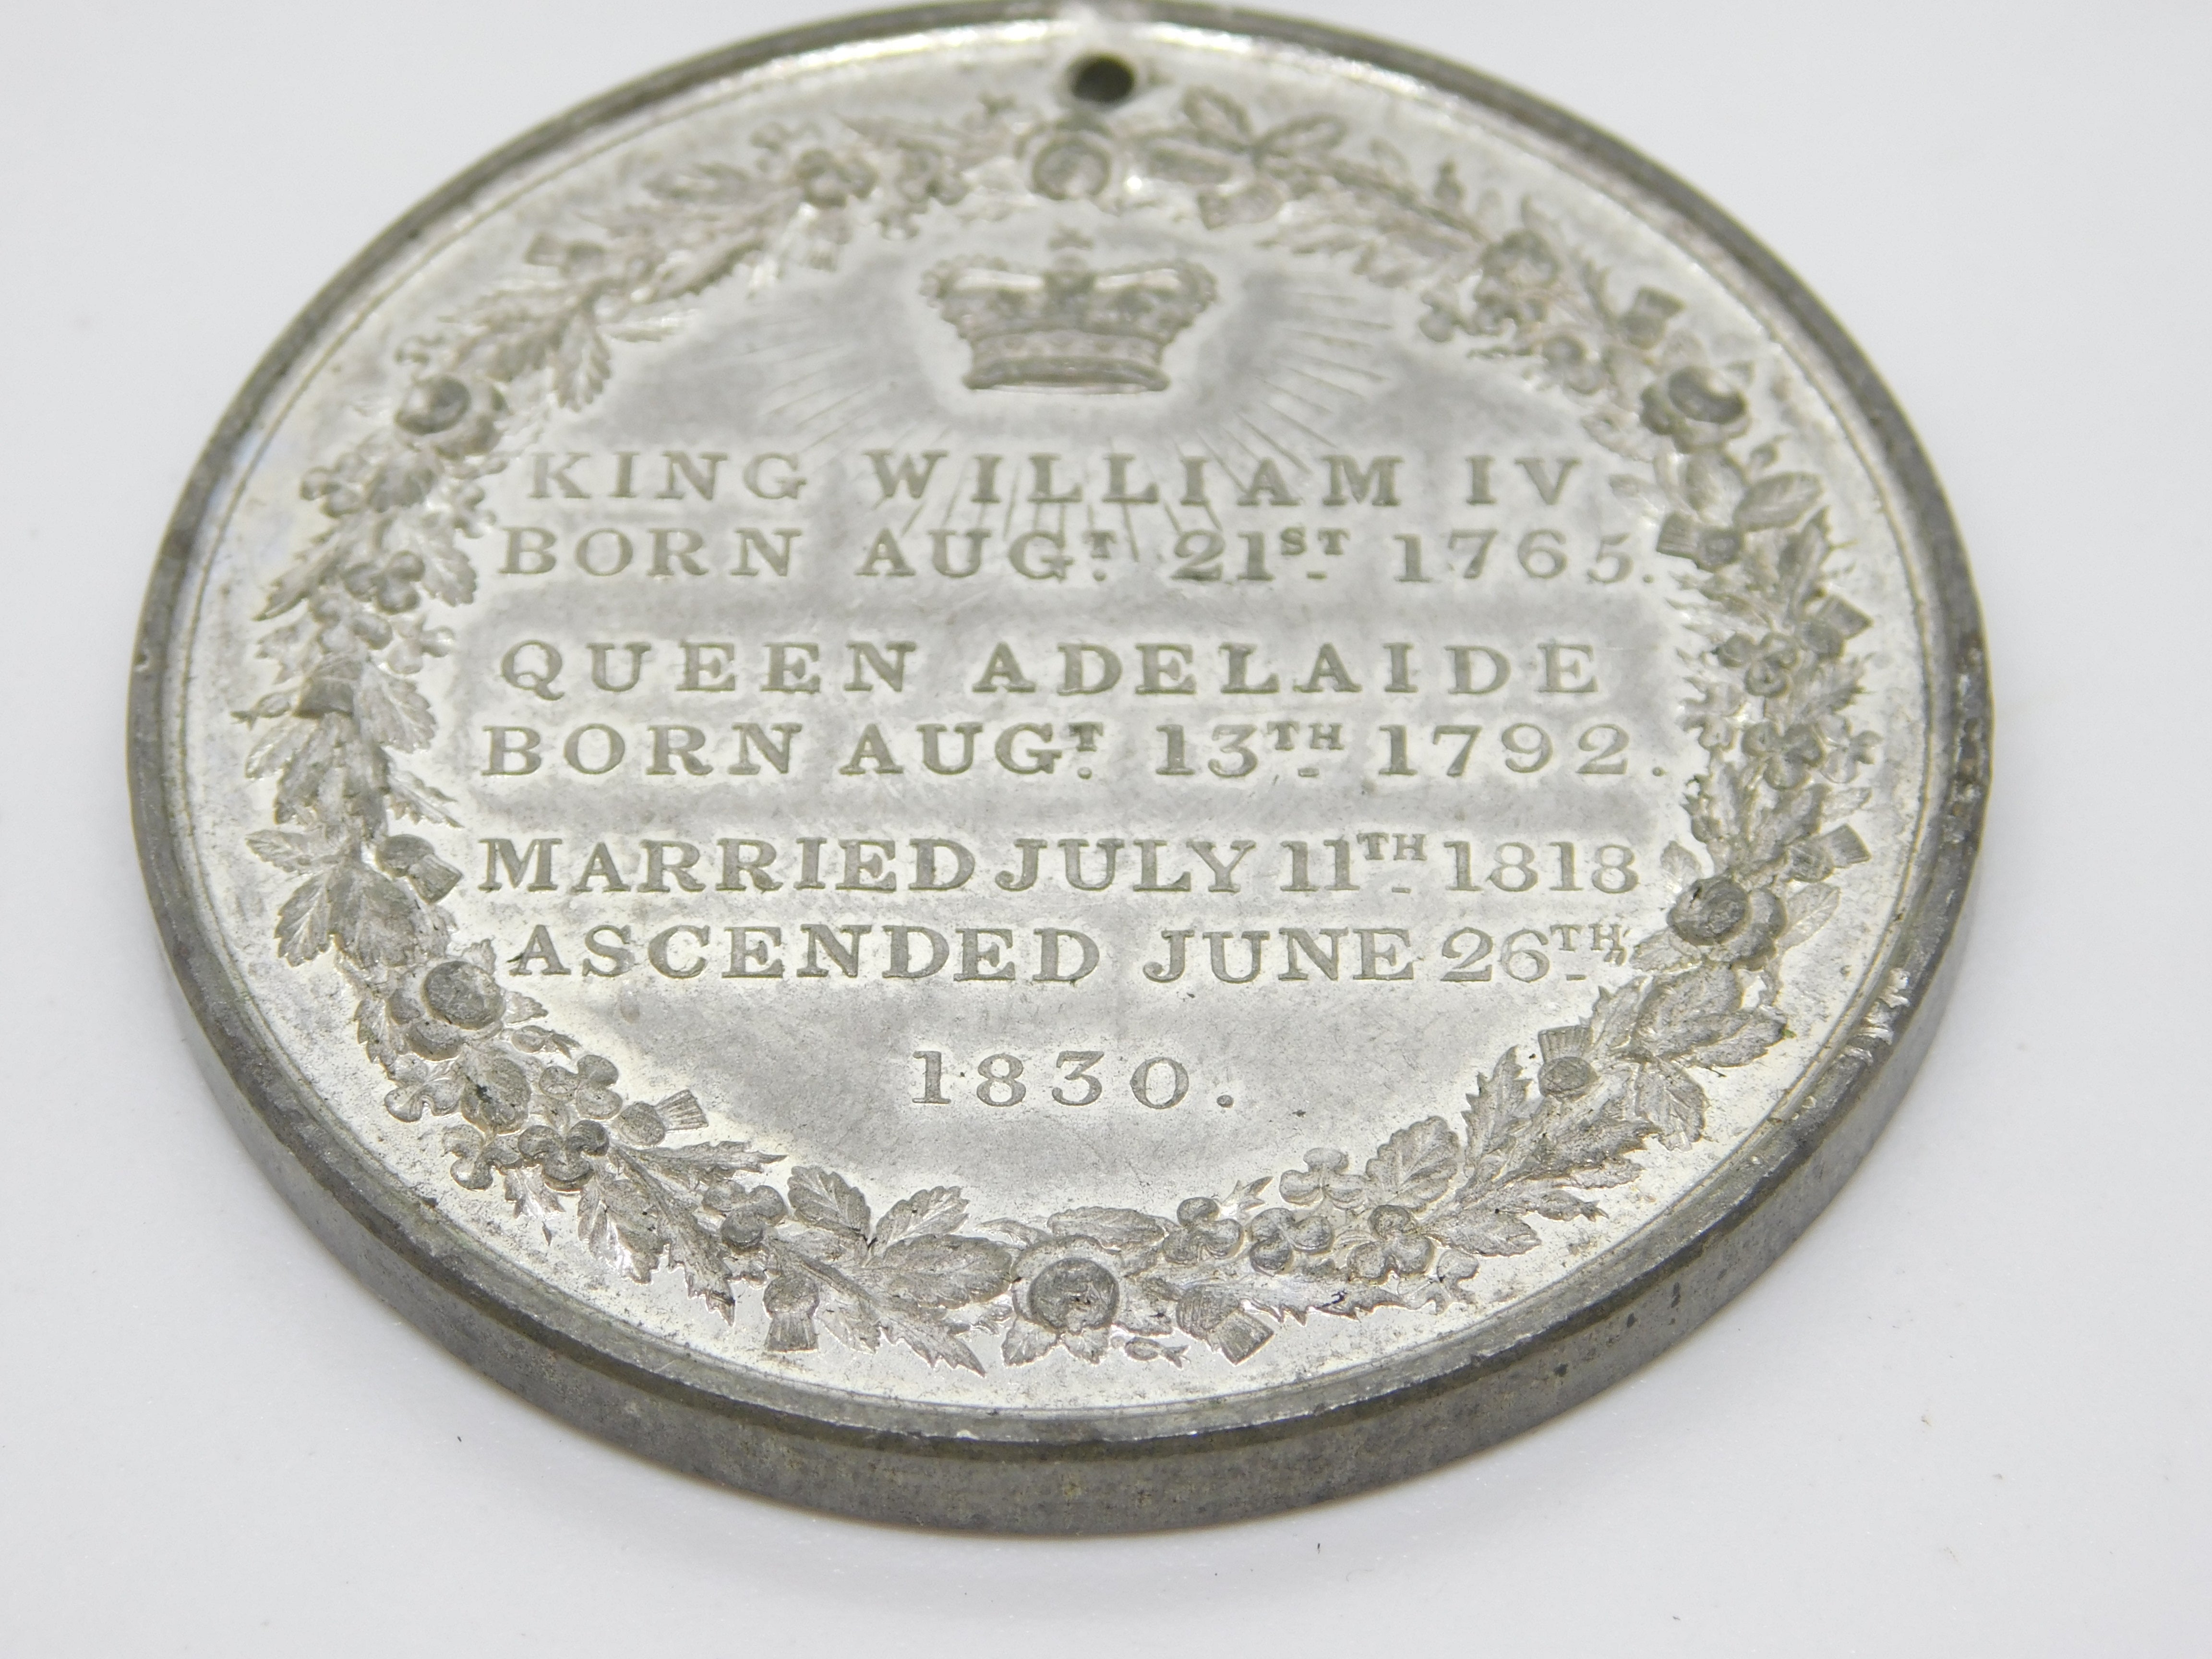 KING WILLIAM IV
BORN AUGT. 21ST. 1765.
QUEEN ADELAIDE
BORN AUGT. 13TH. 1792.
MARRIED JULY 11TH. 1818
ASCENDED JUNE 26TH.
1830.